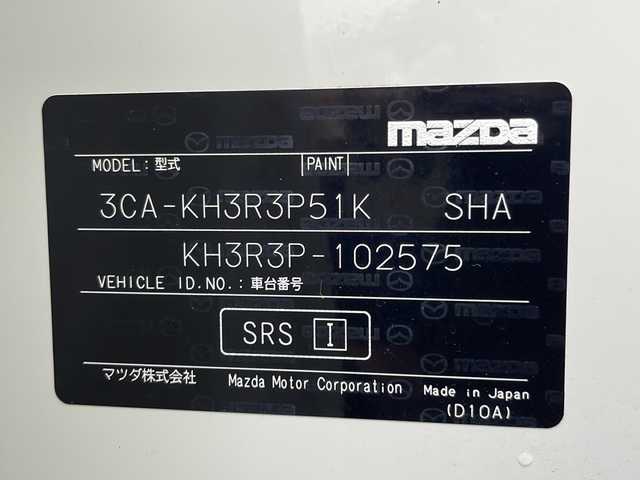 mazda
MODEL: 型式 PAINT
3CA-KH3R3P51K SHA
KH3R3P-102575
VEHICLE ID.NO.: 車台番号
SRS I
マツダ株式会社 Mazda Motor Corporation Made in Japan
(D10A)